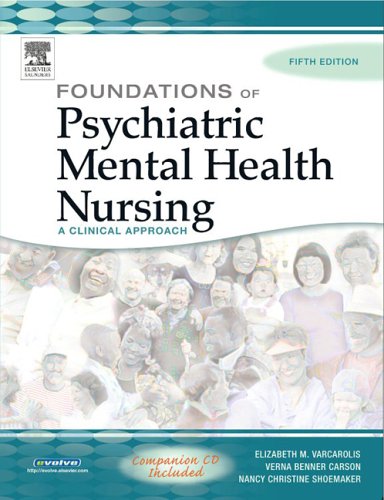 ELSEVIER
SAUNDERS
FIFTH EDITION
FOUNDATIONS OF
Psychiatric
Mental Health
Nursing
A CLINICAL APPROACH
evolve
http://evolve.elsevier.com
Companion CD
Included
ELIZABETH M. VARCAROLIS
VERNA BENNER CARSON
NANCY CHRISTINE SHOEMAKER